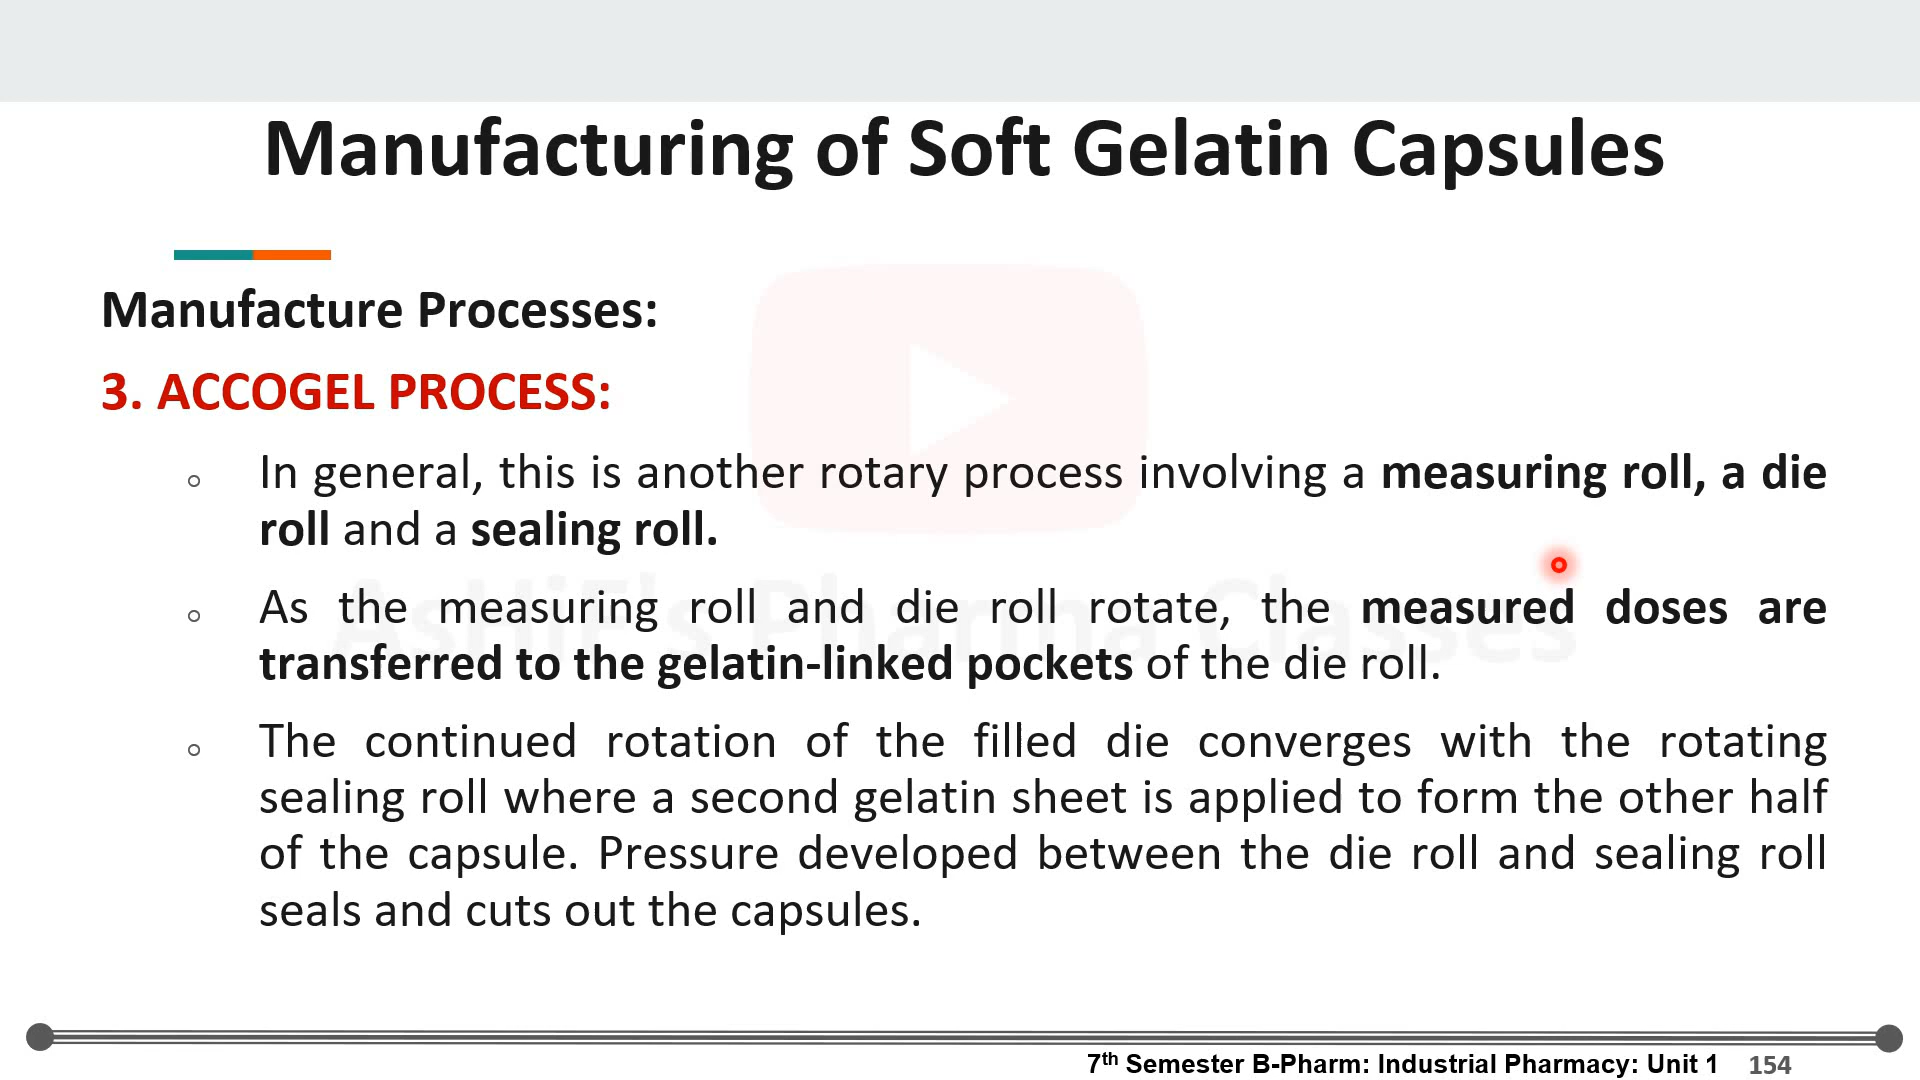 Manufacturing of Soft Gelatin Capsules
Manufacture Processes:
3. ACCOGEL PROCESS:
In general, this is another rotary process involving a measuring roll, a die
roll and a sealing roll.
As the measuring roll and die roll rotate, the measured doses are
transferred to the gelatin-linked pockets of the die roll.
The continued rotation of the filled die converges with the rotating
sealing roll where a second gelatin sheet is applied to form the other half
of the capsule. Pressure developed between the die roll and sealing roll
seals and cuts out the capsules.
AsHiF's Pharma Classes
7th Semester B-Pharm: Industrial Pharmacy: Unit 1 154